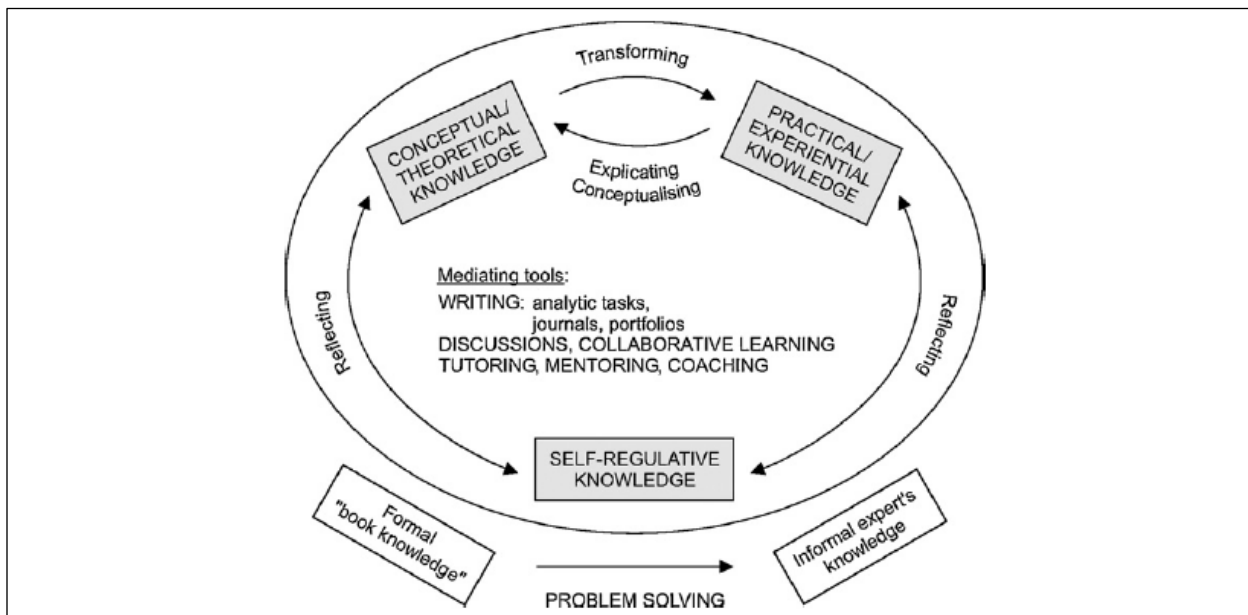 Transforming
CONCEPTUAL/
THEORETICAL
KNOWLEDGE
PRACTICAL/
EXPERIENTIAL
KNOWLEDGE
Explicating
Conceptualising
Mediating tools:
WRITING: analytic tasks,
journals, portfolios
DISCUSSIONS, COLLABORATIVE LEARNING
TUTORING, MENTORING, COACHING
Reflecting
Reflecting
SELF-REGULATIVE
KNOWLEDGE
Formal
"book knowledge"
Informal expert's
knowledge
PROBLEM SOLVING